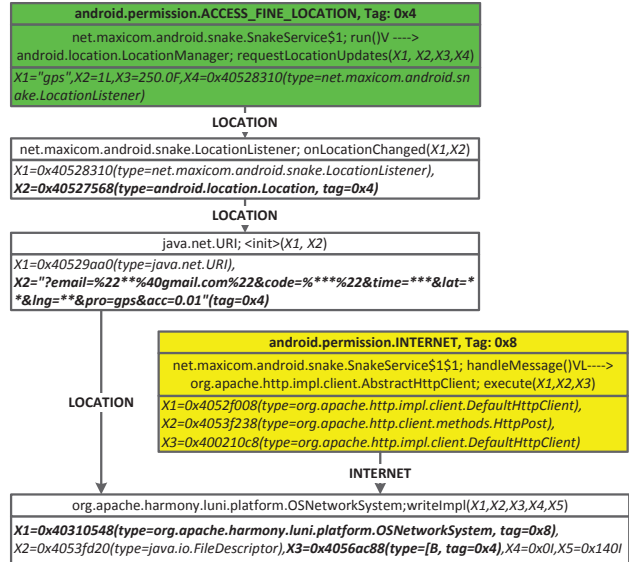 android.permission.ACCESS_FINE_LOCATION, Tag: 0x4
net.maxicom.android.snake.SnakeService$1; run()V ---->
android.location.LocationManager; requestLocationUpdates(X1, X2,X3,X4)
X1="gps",X2=1L,X3=250.0F,X4=0x40528310(type=net.maxicom.android.sn
ake.LocationListener)
LOCATION
net.maxicom.android.snake.LocationListener; onLocationChanged(X1,X2)
X1=0x40528310(type=net.maxicom.android.snake.LocationListener),
X2=0x40527568(type=android.location.Location, tag=0x4)
LOCATION
java.net.URI; <init>(X1, X2)
X1=0x40529aa0(type=java.net.URI),
X2="?email=%22**%40gmail.com%22&code=%***%22&time=***&lat=*
*&lng=**&pro=gps&acc=0.01"(tag=0x4)
android.permission.INTERNET, Tag: 0x8
net.maxicom.android.snake.SnakeService$1$1; handleMessage()VL---->
org.apache.http.impl.client.AbstractHttpClient; execute(X1,X2,X3)
LOCATION
X1=0x4052f008(type=org.apache.http.impl.client.DefaultHttpClient),
X2=0x4053f238(type=org.apache.http.client.methods.HttpPost),
X3=0x400210c8(type=org.apache.http.impl.client.DefaultHttpClient)
INTERNET
org.apache.harmony.luni.platform.OSNetworkSystem;writeImpl(X1,X2,X3,X4,X5)
X1=0x40310548(type=org.apache.harmony.luni.platform.OSNetworkSystem, tag=0x8),
X2=0x4053fd20(type=java.io.FileDescriptor),X3=0x4056ac88(type=[B, tag=0x4),X4=0x0I,X5=0x140I